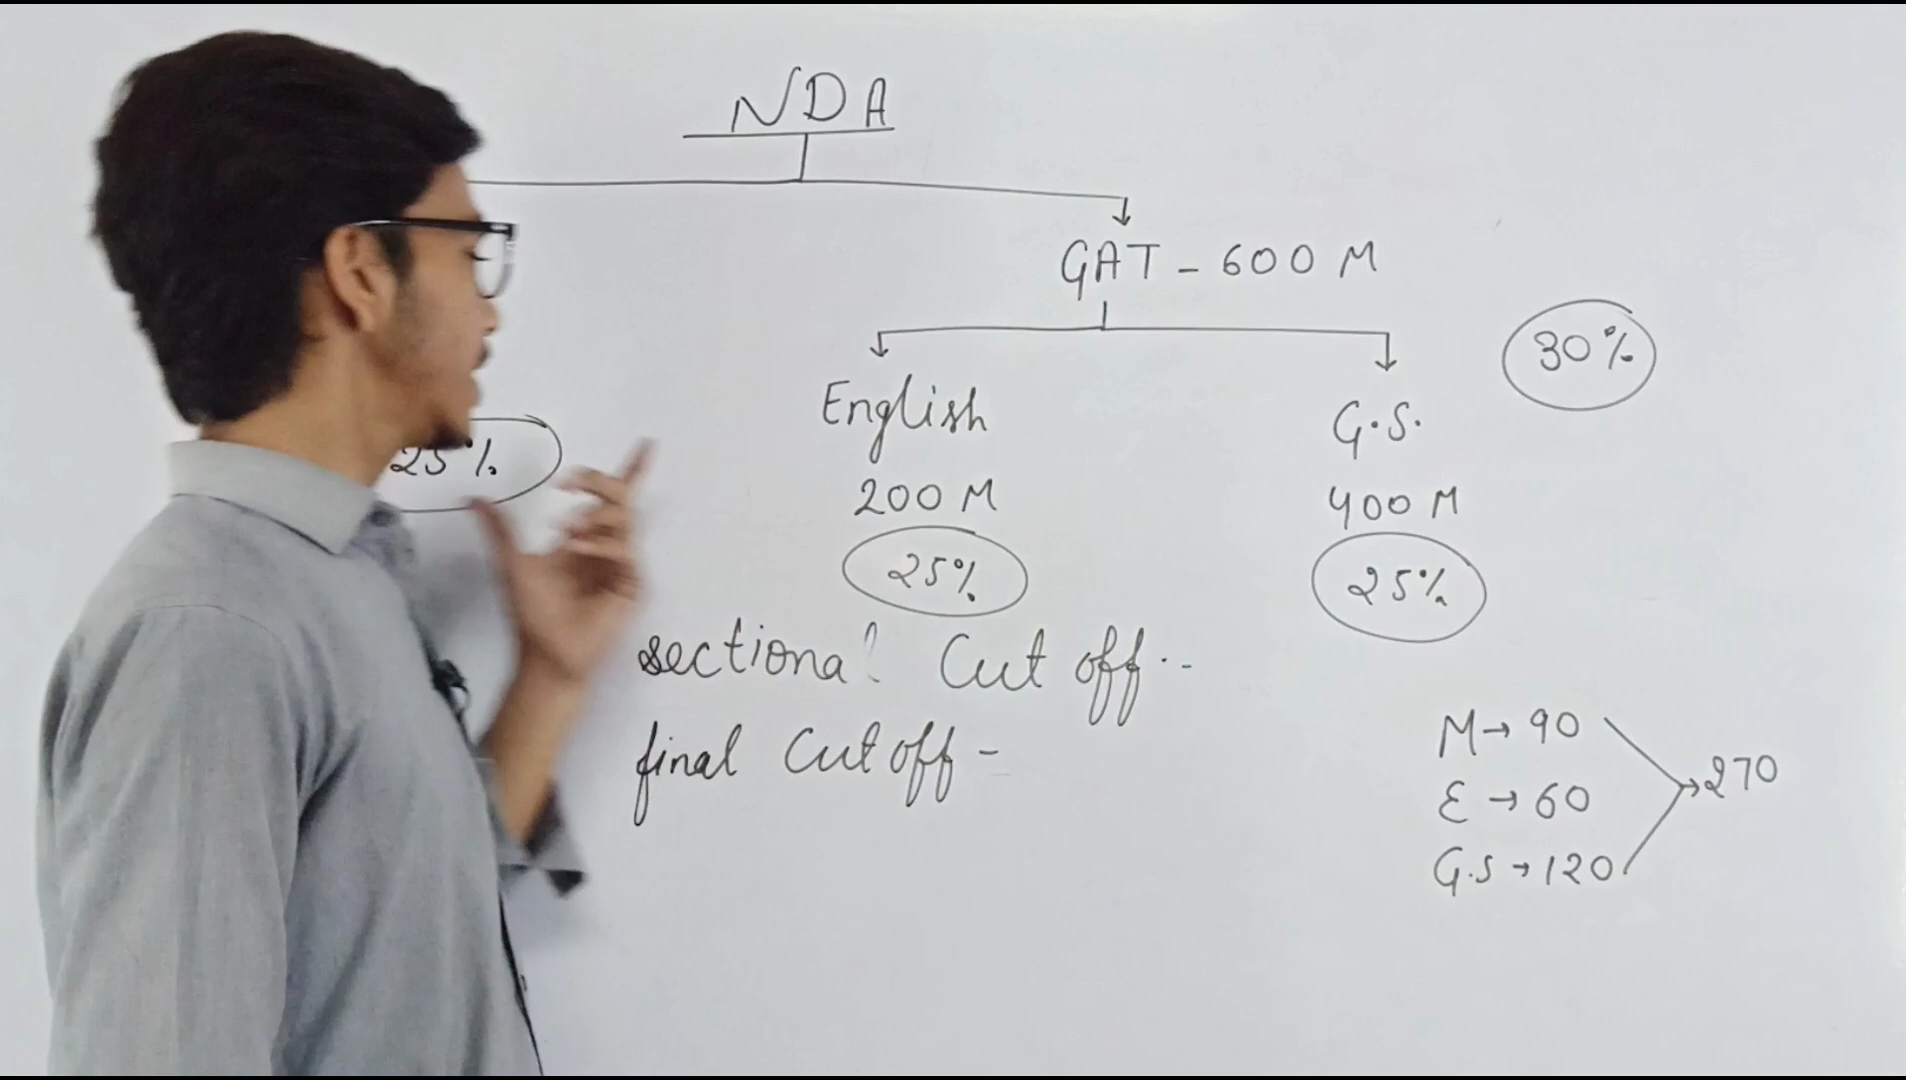 NDA
GAT - 600 M
30%
English
G.S.
25%
200 M
400 M
25%
25%
sectional Cut off --
final Cut off -
M → 90
→ 270
E → 60
G.S → 120